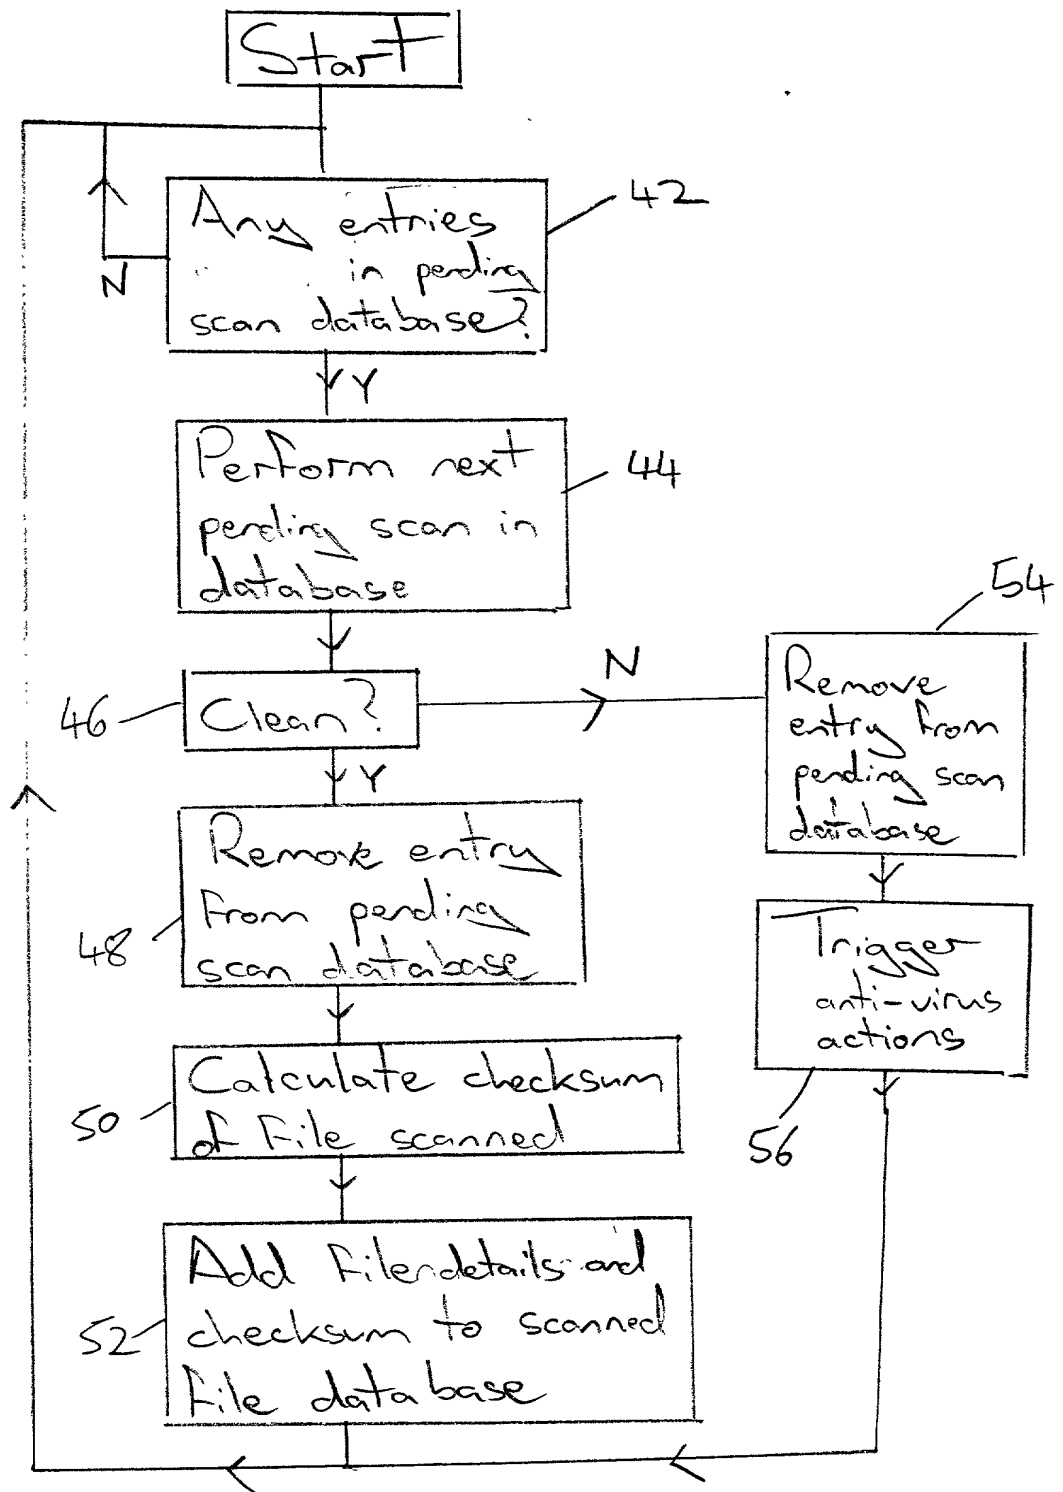 Start
42
Any entries
N
in pending
scan database?
Y
Perform next
44
pending scan in
database
54
N
Remove
46
Clean?
entry from
Y
pending scan
database
Remove entry
from pending
48
scan database
Trigger
anti-virus
actions
Calculate checksum
50
of file scanned
56
Add file details and
52
checksum to scanned
file database